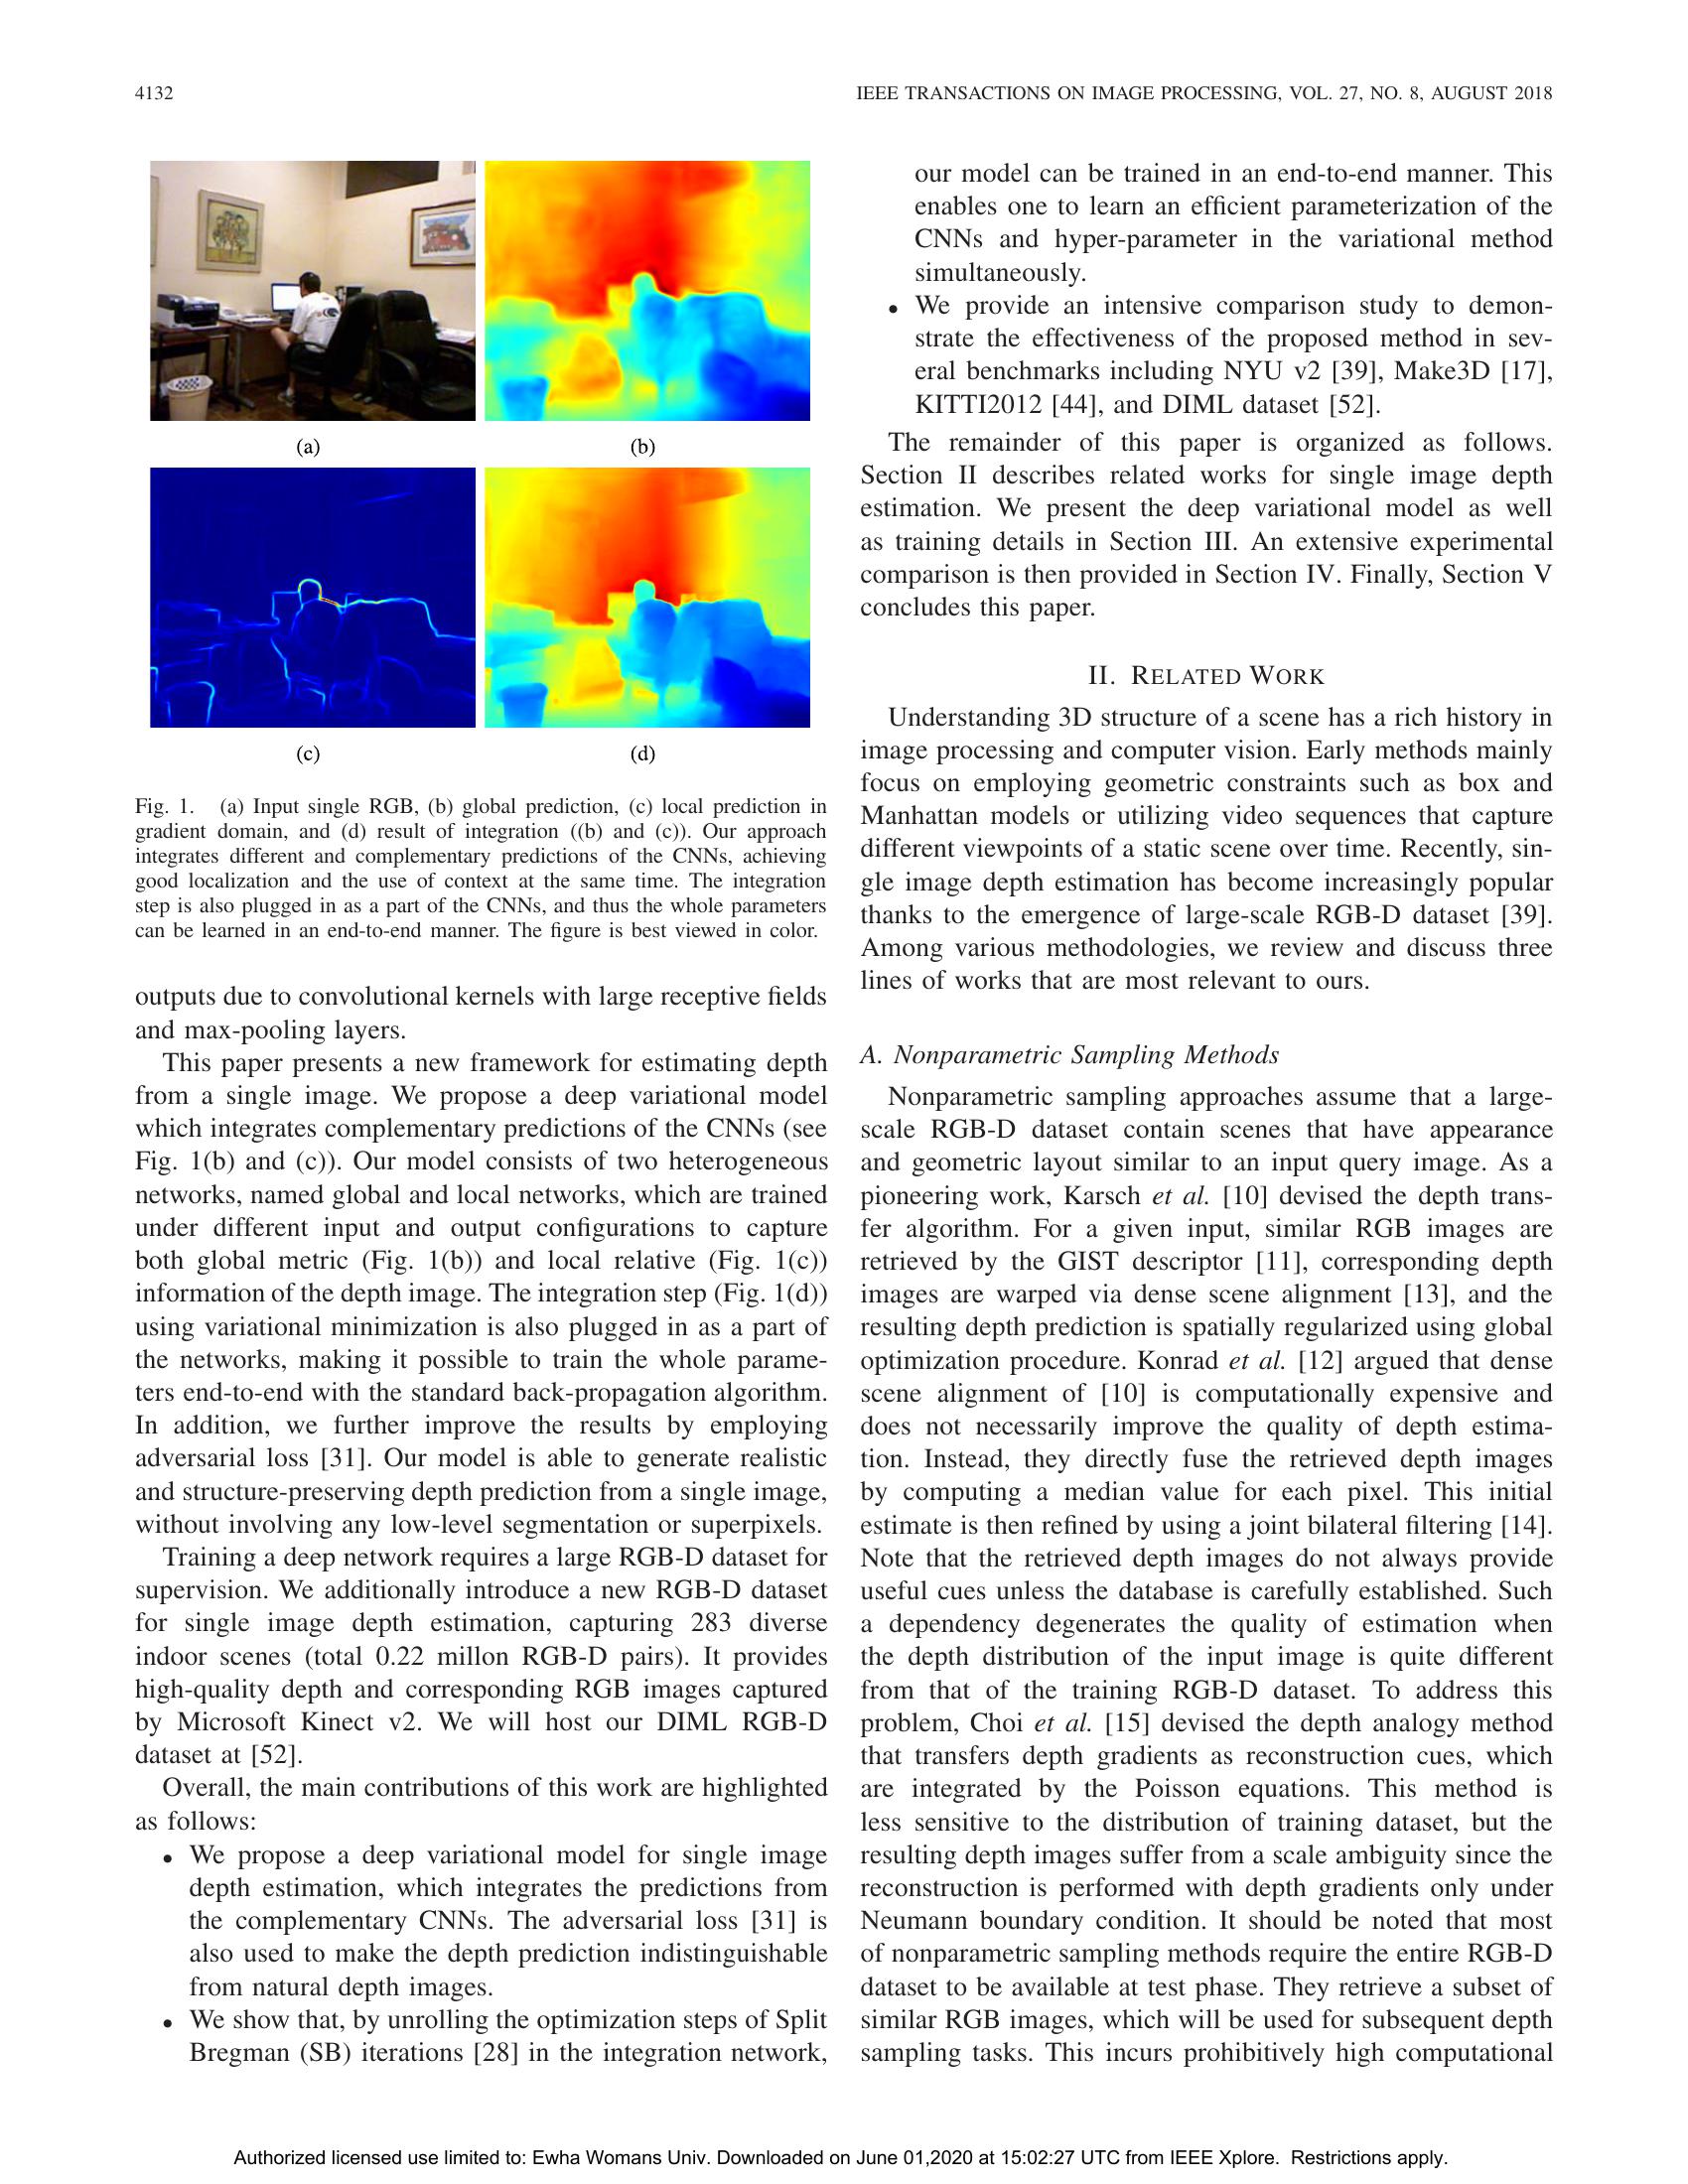 4132
IEEE TRANSACTIONS ON IMAGE PROCESSING, VOL. 27, NO. 8, AUGUST 2018
(a)
(b)
(c)
(d)
Fig. 1. (a) Input single RGB, (b) global prediction, (c) local prediction in
gradient domain, and (d) result of integration ((b) and (c)). Our approach
integrates different and complementary predictions of the CNNs, achieving
good localization and the use of context at the same time. The integration
step is also plugged in as a part of the CNNs, and thus the whole parameters
can be learned in an end-to-end manner. The figure is best viewed in color.
outputs due to convolutional kernels with large receptive fields
and max-pooling layers.
This paper presents a new framework for estimating depth
from a single image. We propose a deep variational model
which integrates complementary predictions of the CNNs (see
Fig. 1(b) and (c)). Our model consists of two heterogeneous
networks, named global and local networks, which are trained
under different input and output configurations to capture
both global metric (Fig. 1(b)) and local relative (Fig. 1(c))
information of the depth image. The integration step (Fig. 1(d))
using variational minimization is also plugged in as a part of
the networks, making it possible to train the whole parame-
ters end-to-end with the standard back-propagation algorithm.
In addition, we further improve the results by employing
adversarial loss [31]. Our model is able to generate realistic
and structure-preserving depth prediction from a single image,
without involving any low-level segmentation or superpixels.
Training a deep network requires a large RGB-D dataset for
supervision. We additionally introduce a new RGB-D dataset
for single image depth estimation, capturing 283 diverse
indoor scenes (total 0.22 millon RGB-D pairs). It provides
high-quality depth and corresponding RGB images captured
by Microsoft Kinect v2. We will host our DIML RGB-D
dataset at [52].
Overall, the main contributions of this work are highlighted
as follows:
• We propose a deep variational model for single image
depth estimation, which integrates the predictions from
the complementary CNNs. The adversarial loss [31] is
also used to make the depth prediction indistinguishable
from natural depth images.
• We show that, by unrolling the optimization steps of Split
Bregman (SB) iterations [28] in the integration network,
our model can be trained in an end-to-end manner. This
enables one to learn an efficient parameterization of the
CNNs and hyper-parameter in the variational method
simultaneously.
• We provide an intensive comparison study to demon-
strate the effectiveness of the proposed method in sev-
eral benchmarks including NYU v2 [39], Make3D [17],
KITTI2012 [44], and DIML dataset [52].
The remainder of this paper is organized as follows.
Section II describes related works for single image depth
estimation. We present the deep variational model as well
as training details in Section III. An extensive experimental
comparison is then provided in Section IV. Finally, Section V
concludes this paper.
II. RELATED WORK
Understanding 3D structure of a scene has a rich history in
image processing and computer vision. Early methods mainly
focus on employing geometric constraints such as box and
Manhattan models or utilizing video sequences that capture
different viewpoints of a static scene over time. Recently, sin-
gle image depth estimation has become increasingly popular
thanks to the emergence of large-scale RGB-D dataset [39].
Among various methodologies, we review and discuss three
lines of works that are most relevant to ours.
A. Nonparametric Sampling Methods
Nonparametric sampling approaches assume that a large-
scale RGB-D dataset contain scenes that have appearance
and geometric layout similar to an input query image. As a
pioneering work, Karsch et al. [10] devised the depth trans-
fer algorithm. For a given input, similar RGB images are
retrieved by the GIST descriptor [11], corresponding depth
images are warped via dense scene alignment [13], and the
resulting depth prediction is spatially regularized using global
optimization procedure. Konrad et al. [12] argued that dense
scene alignment of [10] is computationally expensive and
does not necessarily improve the quality of depth estima-
tion. Instead, they directly fuse the retrieved depth images
by computing a median value for each pixel. This initial
estimate is then refined by using a joint bilateral filtering [14].
Note that the retrieved depth images do not always provide
useful cues unless the database is carefully established. Such
a dependency degenerates the quality of estimation when
the depth distribution of the input image is quite different
from that of the training RGB-D dataset. To address this
problem, Choi et al. [15] devised the depth analogy method
that transfers depth gradients as reconstruction cues, which
are integrated by the Poisson equations. This method is
less sensitive to the distribution of training dataset, but the
resulting depth images suffer from a scale ambiguity since the
reconstruction is performed with depth gradients only under
Neumann boundary condition. It should be noted that most
of nonparametric sampling methods require the entire RGB-D
dataset to be available at test phase. They retrieve a subset of
similar RGB images, which will be used for subsequent depth
sampling tasks. This incurs prohibitively high computational
Authorized licensed use limited to: Ewha Womans Univ. Downloaded on June 01,2020 at 15:02:27 UTC from IEEE Xplore. Restrictions apply.